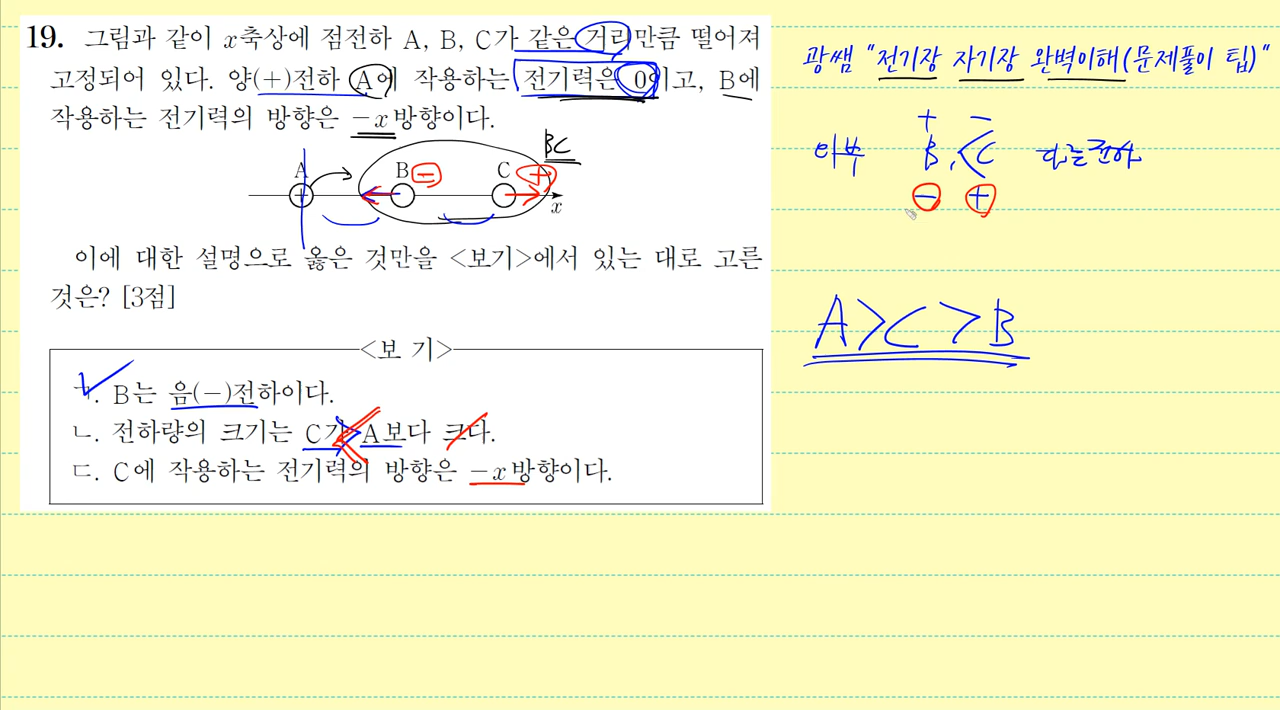 19. 그림과 같이 x축상에 점전하 A, B, C가 같은 거리만큼 떨어져
고정되어 있다. 양(+)전하 A에 작용하는 전기력은 0이고, B에
작용하는 전기력의 방향은 -x방향이다.
BC
A B - C +
+
x
이에 대한 설명으로 옳은 것만을 <보기>에서 있는 대로 고른
것은? [3점]
<보 기>
ㄱ. B는 음(-)전하이다.
ㄴ. 전하량의 크기는 C가 A보다 크다.
ㄷ. C에 작용하는 전기력의 방향은 -x방향이다.
광쌤 "전기장 자기장 완벽이해(문제풀이 팁)"
+ -
외부 B, < C 다른전하
- +
A > C > B